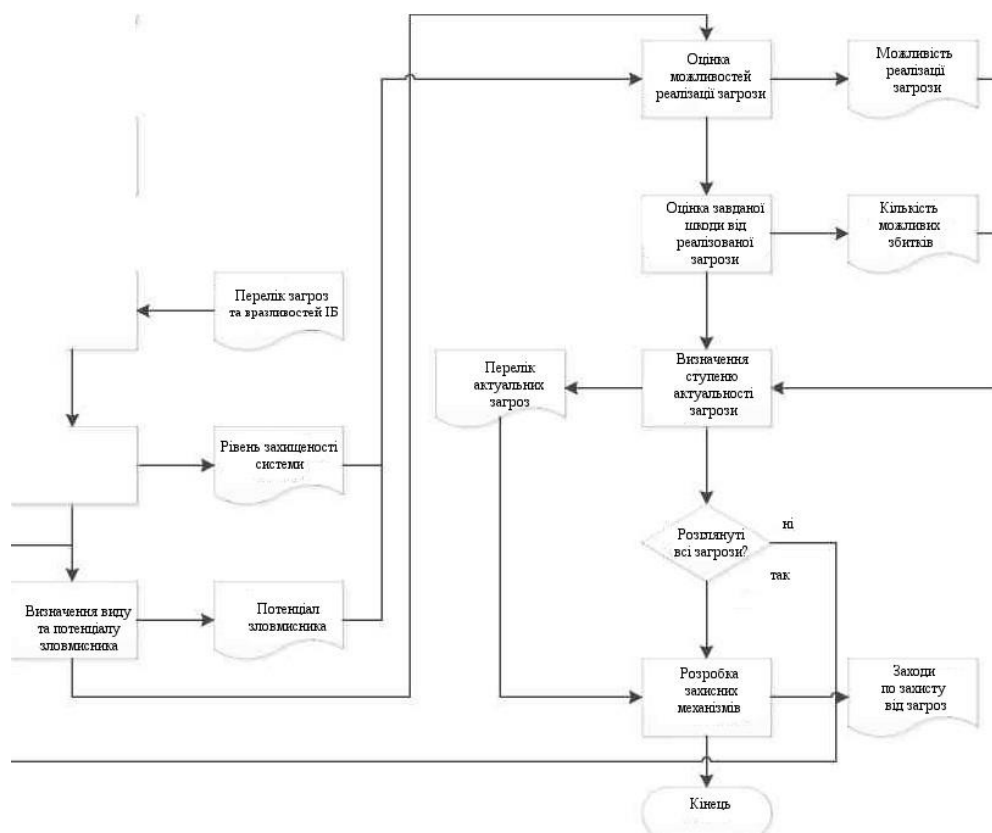 Оцінка
можливостей
реалізації загрози
Можливість
реалізації
загрози
Оцінка завданої
шкоди від
реалізованої
загрози
Кількість
можливих
збитків
Перелік загроз
та вразливостей ІБ
Перелік
актуальних
загроз
Визначення
ступеню
актуальності
загрози
Рівень захищеності
системи
Розглянуті
всі загрози?
ні
так
Визначення виду
та потенціалу
зловмисника
Потенціал
зловмисника
Розробка
захисних
механізмів
Заходи
по захисту
від загроз
Кінець